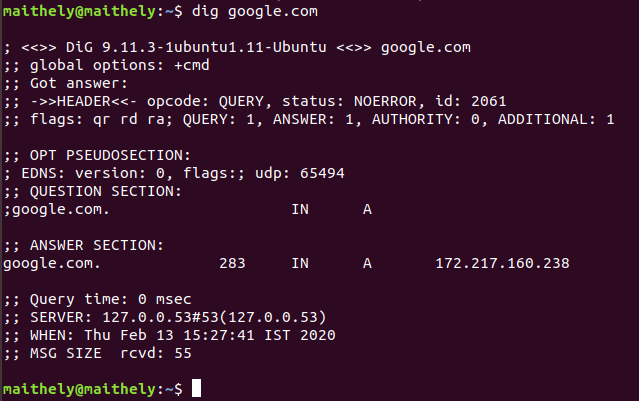 maithely@maithely:~$ dig google.com
; <<>> DiG 9.11.3-1ubuntu1.11-Ubuntu <<>> google.com
;; global options: +cmd
;; Got answer:
;; ->>HEADER<<- opcode: QUERY, status: NOERROR, id: 2061
;; flags: qr rd ra; QUERY: 1, ANSWER: 1, AUTHORITY: 0, ADDITIONAL: 1
;; OPT PSEUDOSECTION:
; EDNS: version: 0, flags:; udp: 65494
;; QUESTION SECTION:
;google.com. IN A
;; ANSWER SECTION:
google.com. 283 IN A 172.217.160.238
;; Query time: 0 msec
;; SERVER: 127.0.0.53#53(127.0.0.53)
;; WHEN: Thu Feb 13 15:27:41 IST 2020
;; MSG SIZE  rcvd: 55
maithely@maithely:~$